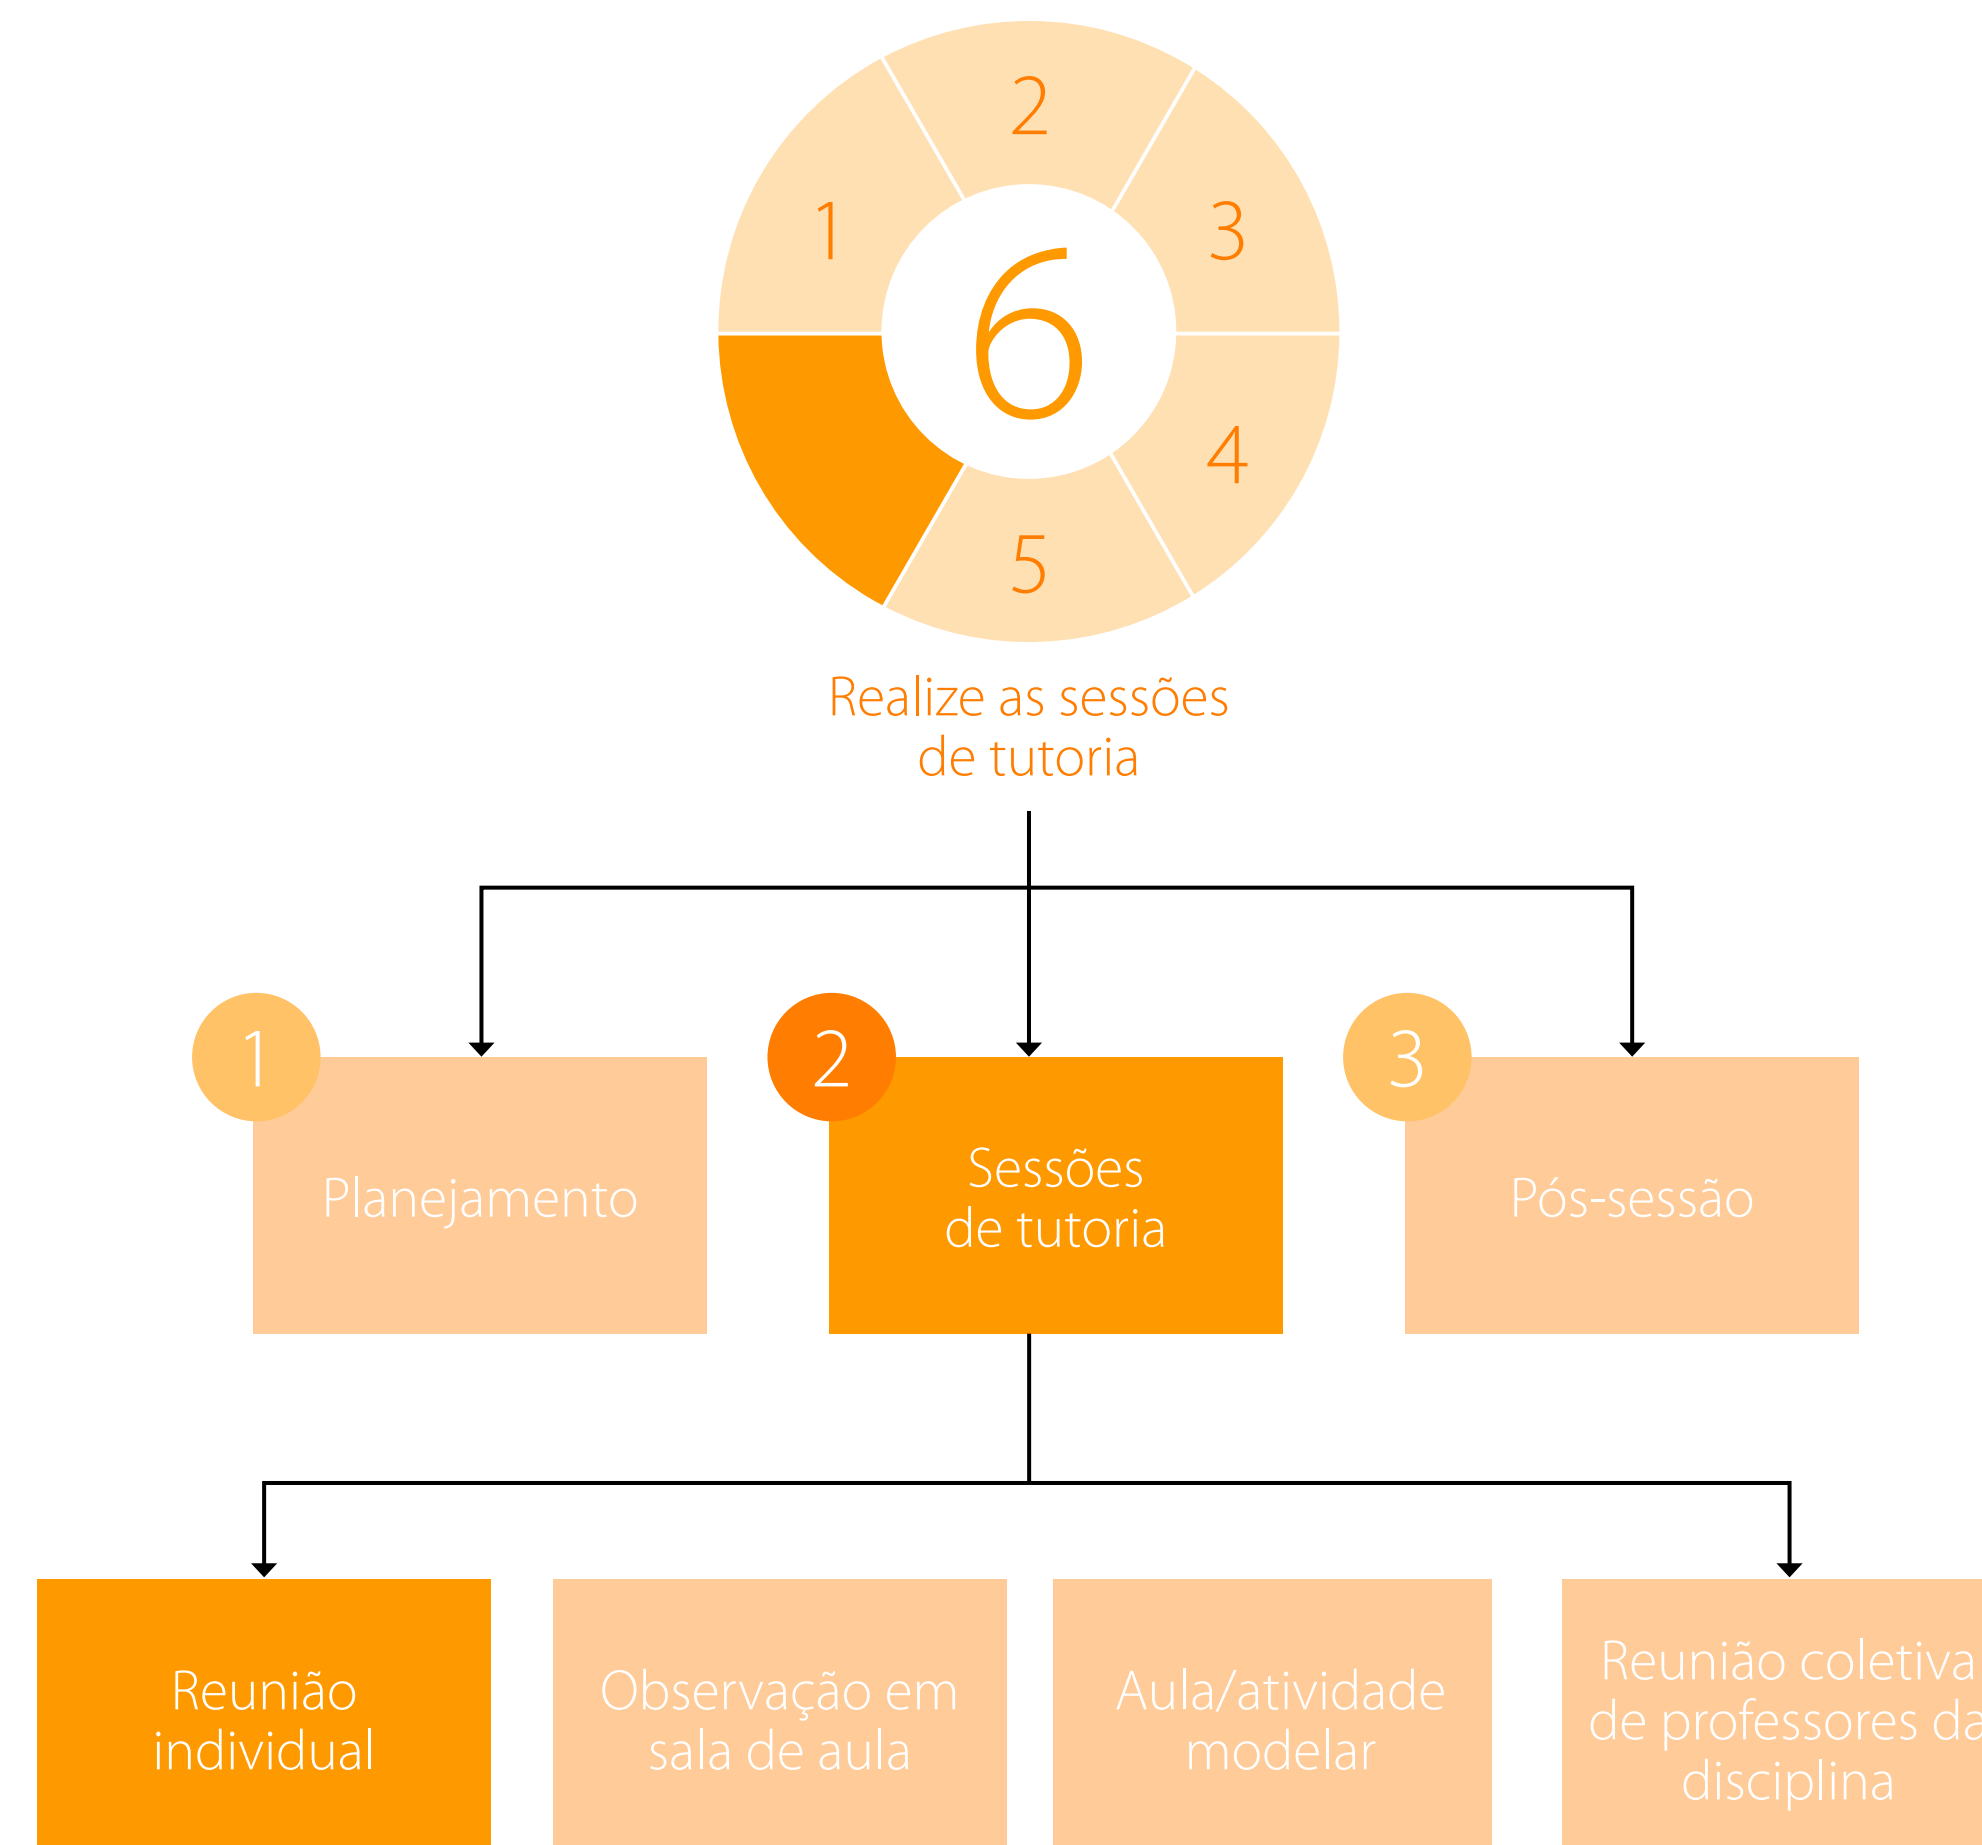 2
1
3
6
4
5
Realize as sessões
de tutoria
1
2
3
Planejamento
Sessões
de tutoria
Pós-sessão
Reunião
individual
Observação em
sala de aula
Aula/atividade
modelar
Reunião coletiva
de professores da
disciplina